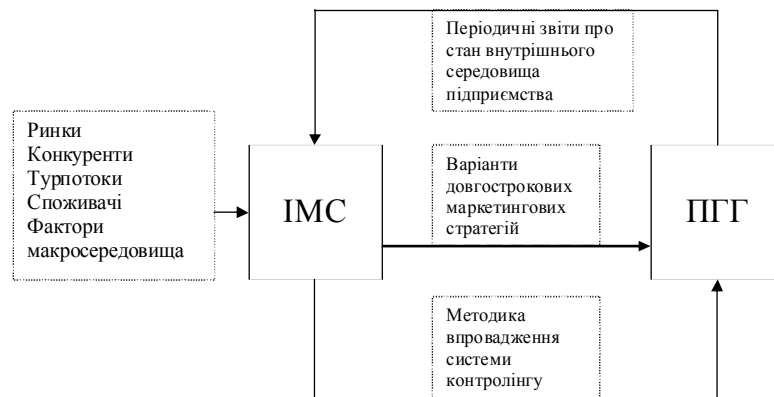 Періодичні звіти про
стан внутрішнього
середовища
підприємства
Ринки
Конкуренти
Турпотоки
Споживачі
Фактори
макросередовища
ІМС
Варіанти
довгострокових
маркетингових
стратегій
ПГГ
Методика
впровадження
системи
контролінгу